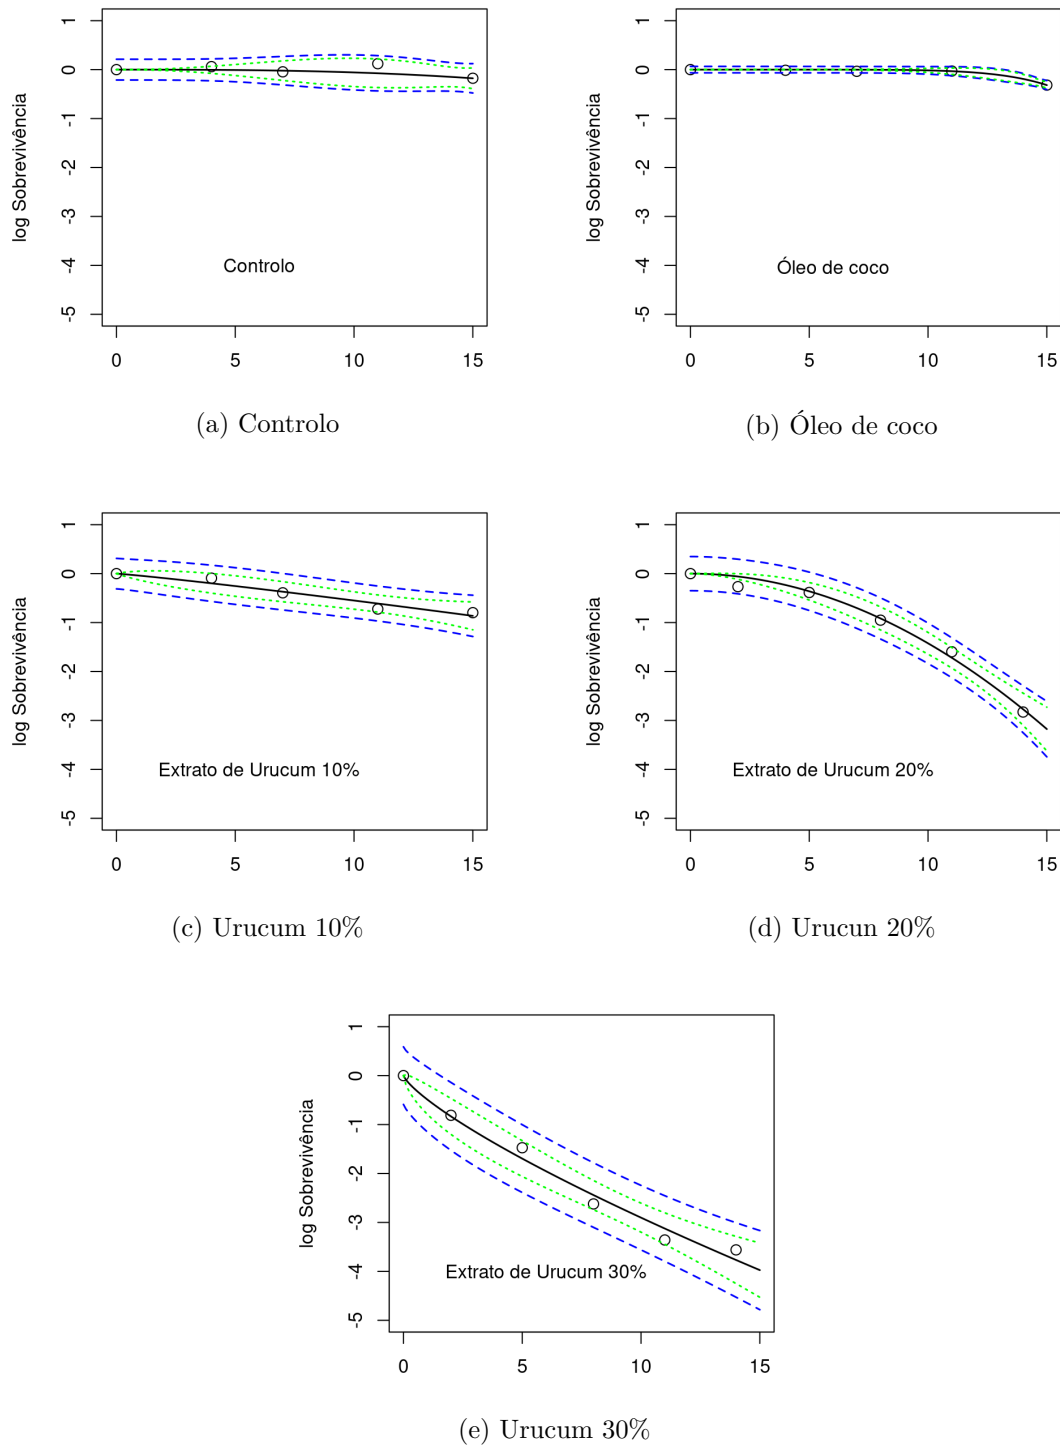 1
0
-1
-2
-3
-4
-5
log Sobrevivência
Controlo
0 5 10 15
(a) Controlo
1
0
-1
-2
-3
-4
-5
log Sobrevivência
Óleo de coco
0 5 10 15
(b) Óleo de coco
1
0
-1
-2
-3
-4
-5
log Sobrevivência
Extrato de Urucum 10%
0 5 10 15
(c) Urucum 10%
1
0
-1
-2
-3
-4
-5
log Sobrevivência
Extrato de Urucum 20%
0 5 10 15
(d) Urucun 20%
1
0
-1
-2
-3
-4
-5
log Sobrevivência
Extrato de Urucum 30%
0 5 10 15
(e) Urucum 30%